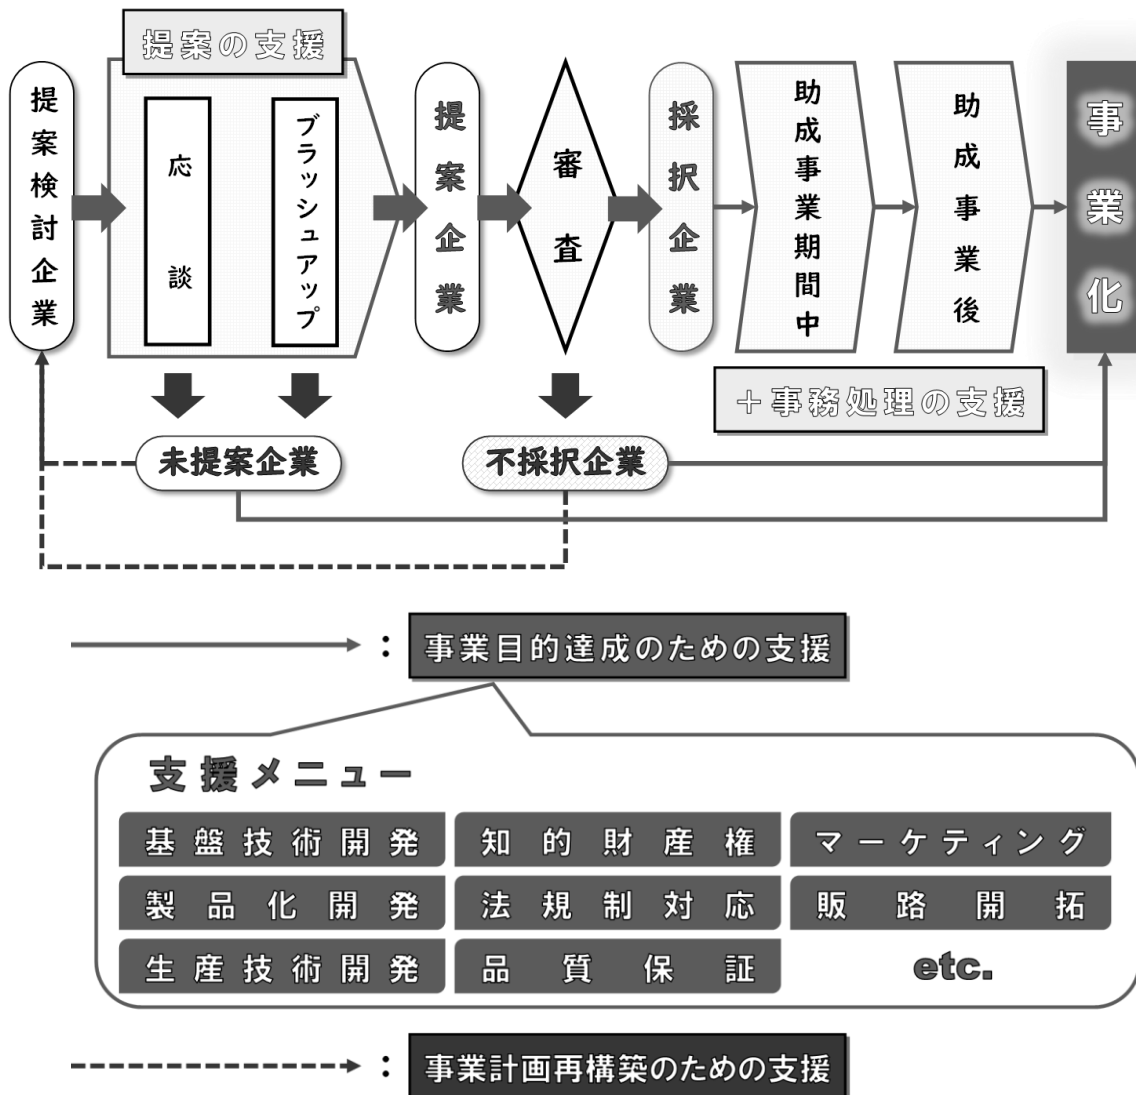 提案の支援
提案検討企業
応談
ブラッシュアップ
提案企業
審査
採択企業
助成事業期間中
助成事業後
事業化
+事務処理の支援
未提案企業
不採択企業
：
事業目的達成のための支援
支援メニュー
基盤技術開発
知的財産権
マーケティング
製品化開発
法規制対応
販路開拓
生産技術開発
品質保証
etc.
：
事業計画再構築のための支援